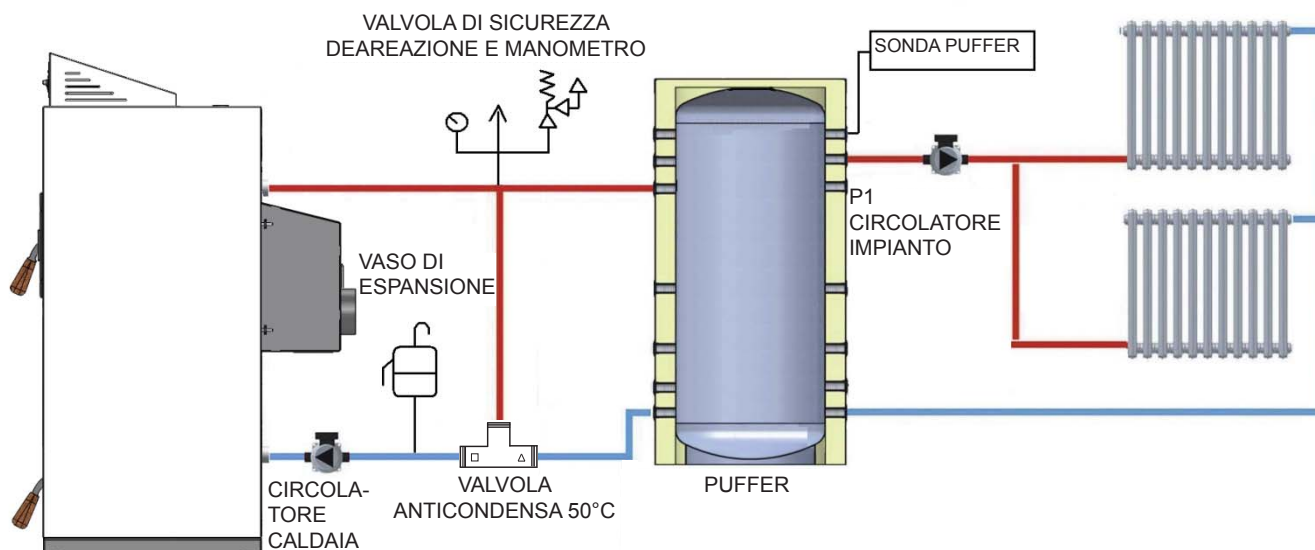 VALVOLA DI SICUREZZA
DEAREAZIONE E MANOMETRO
SONDA PUFFER
P1
CIRCOLATORE
IMPIANTO
VASO DI
ESPANSIONE
CIRCOLA-
TORE
CALDAIA
VALVOLA
ANTICONDENSA 50°C
PUFFER